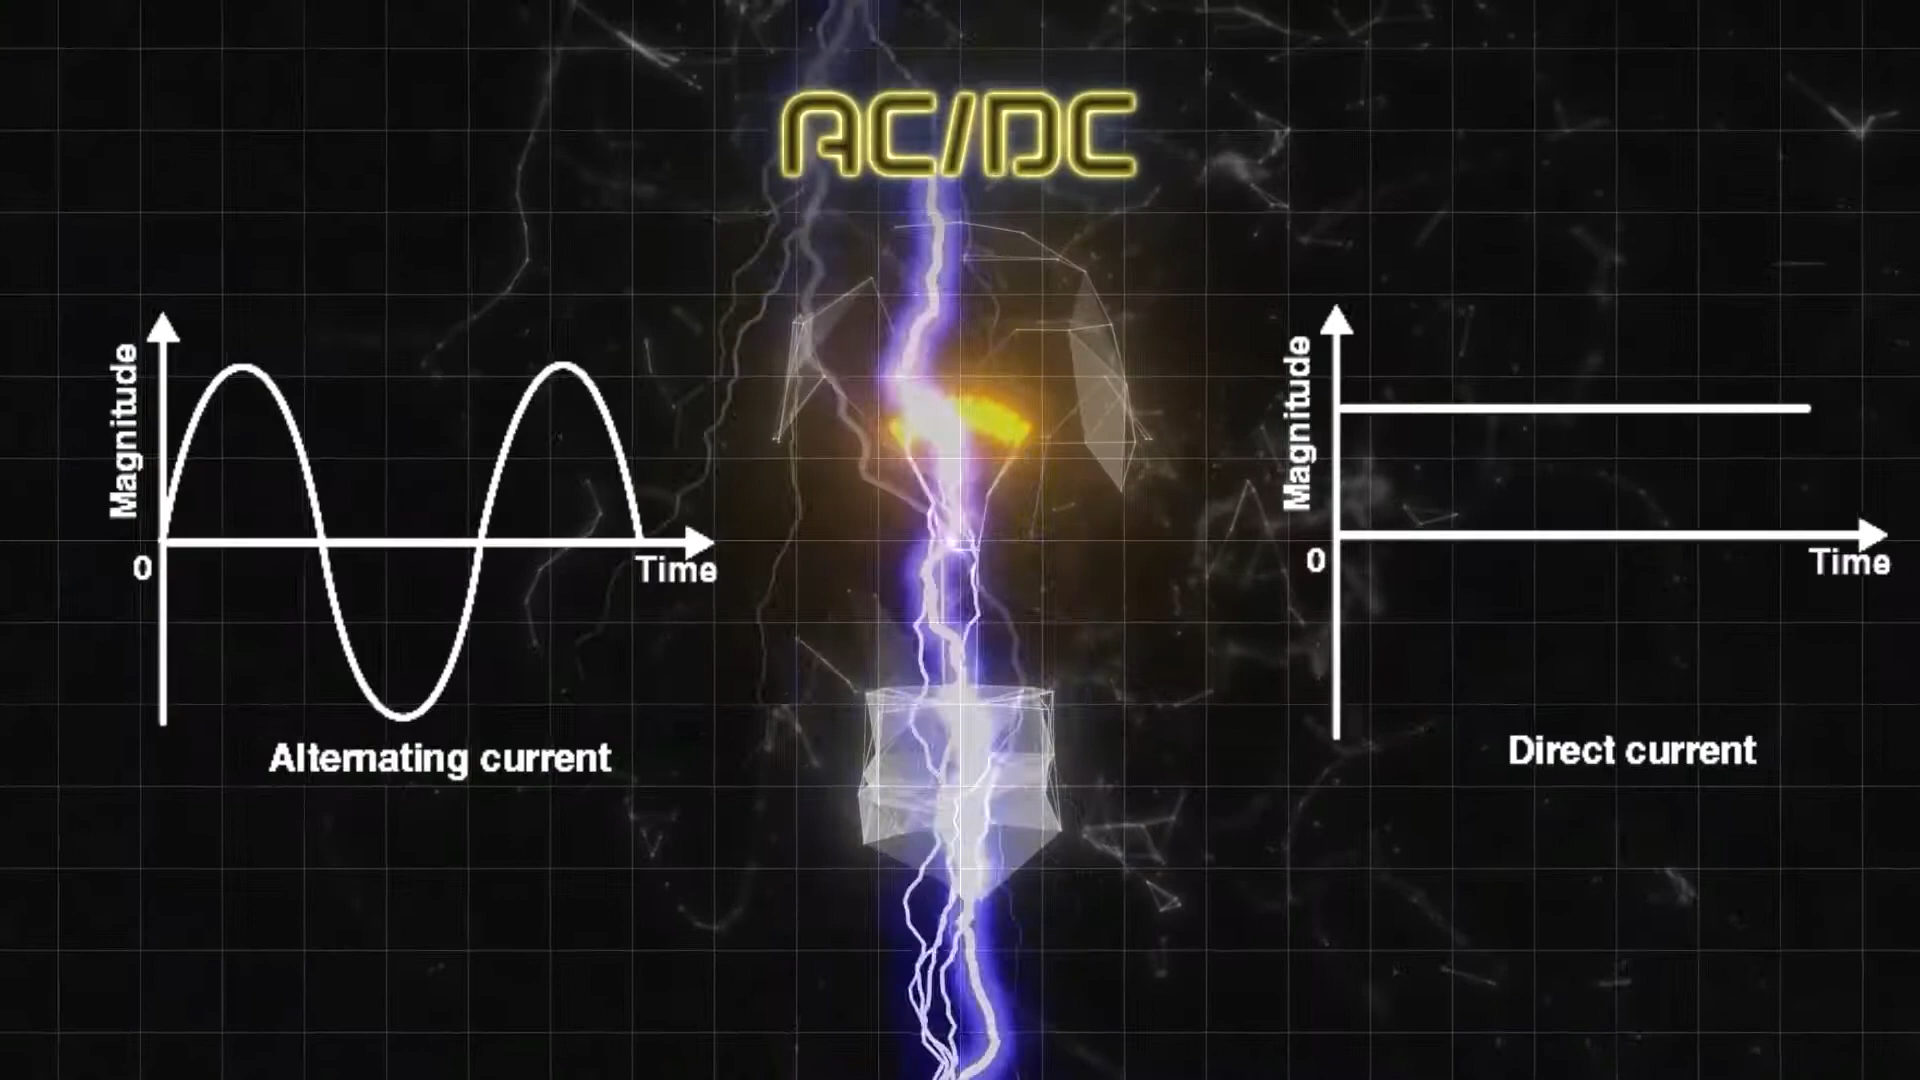 AC/DC
Magnitude
0
Time
Alternating current
Magnitude
0
Time
Direct current